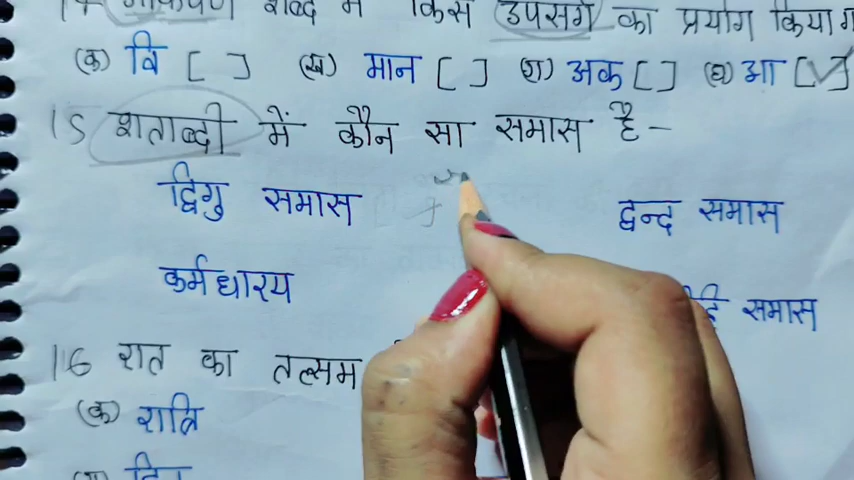 शब्द में किस उपसर्ग का प्रयोग किया ग
(क) वि [ ] (ख) मान [ ] (ग) अक [ ] (घ) आ [✓]
15 शताब्दी में कौन सा समास है –
द्विगु समास द्वन्द समास
कर्मधारय समास
16 रात का तत्सम
(क) रात्रि